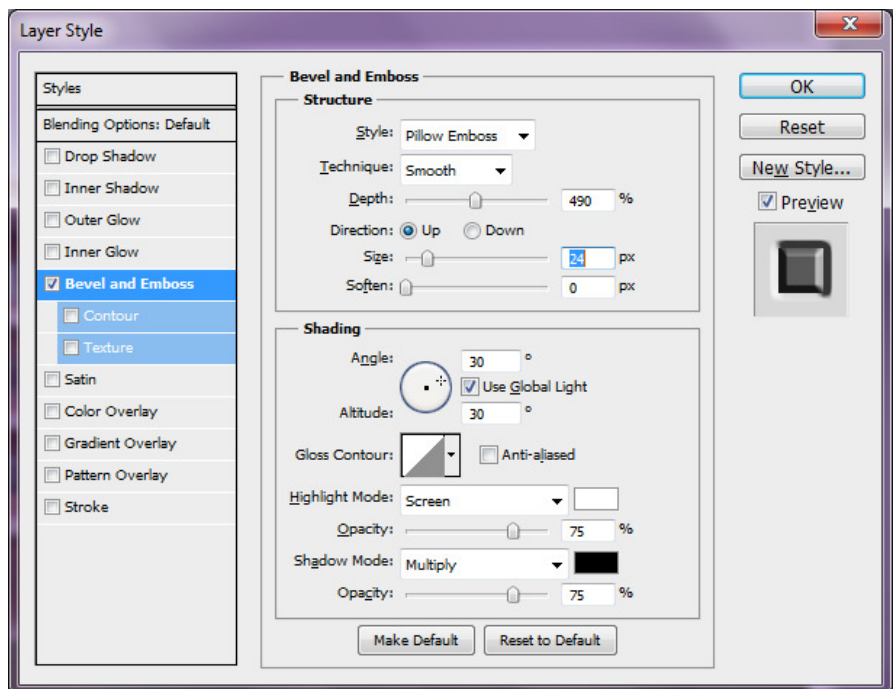 Layer Style
Styles
Blending Options: Default
Drop Shadow
Inner Shadow
Outer Glow
Inner Glow
Bevel and Emboss
Contour
Texture
Satin
Color Overlay
Gradient Overlay
Pattern Overlay
Stroke
Bevel and Emboss
Structure
Style: Pillow Emboss
Technique: Smooth
Depth: 490 %
Direction: Up Down
Size: 24 px
Soften: 0 px
Shading
Angle: 30 °
Use Global Light
Altitude: 30 °
Gloss Contour: Anti-aliased
Highlight Mode: Screen
Opacity: 75 %
Shadow Mode: Multiply
Opacity: 75 %
Make Default Reset to Default
OK
Reset
New Style...
Preview